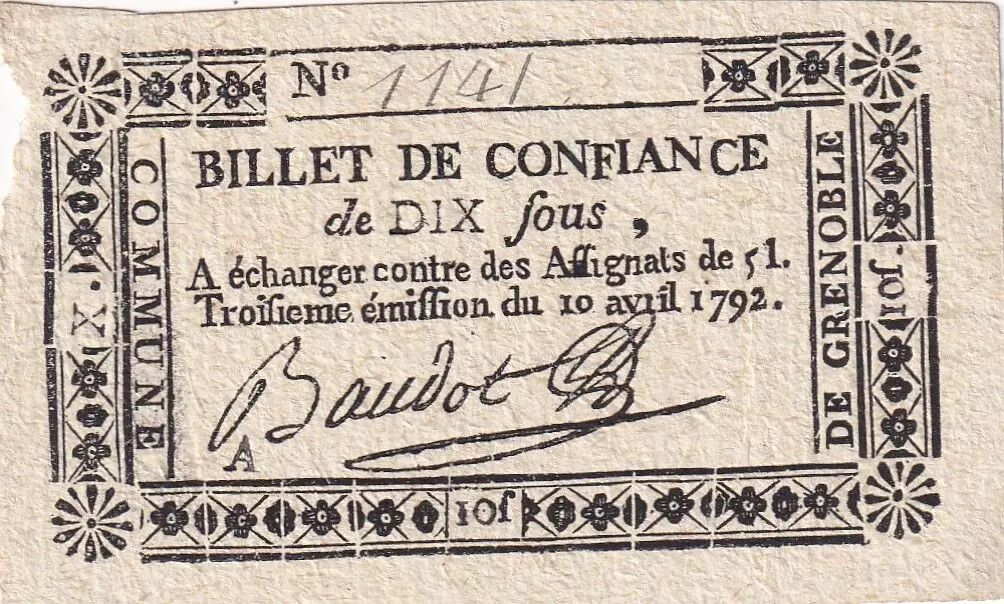 Nº 1141
BILLET DE CONFIANCE
de DIX ſous,
A échanger contre des Aſſignats de 5 l.
Troiſieme émiſſion du 10 avril 1792.
Baudot
A
COMMUNE
DE GRENOBLE
X.
10ſ.
10ſ